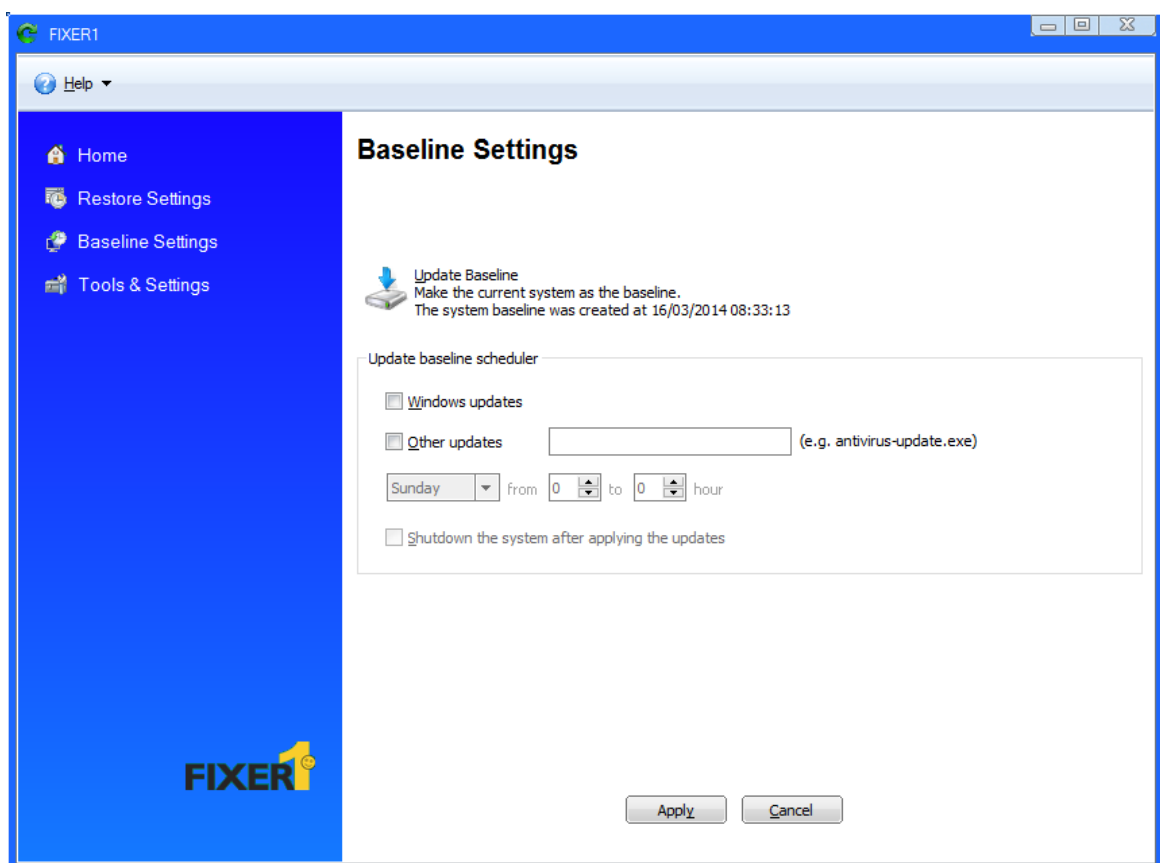 FIXER1
Help
Home
Restore Settings
Baseline Settings
Tools & Settings
FIXER1
Baseline Settings
Update Baseline
Make the current system as the baseline.
The system baseline was created at 16/03/2014 08:33:13
Update baseline scheduler
Windows updates
Other updates (e.g. antivirus-update.exe)
Sunday from 0 to 0 hour
Shutdown the system after applying the updates
Apply Cancel